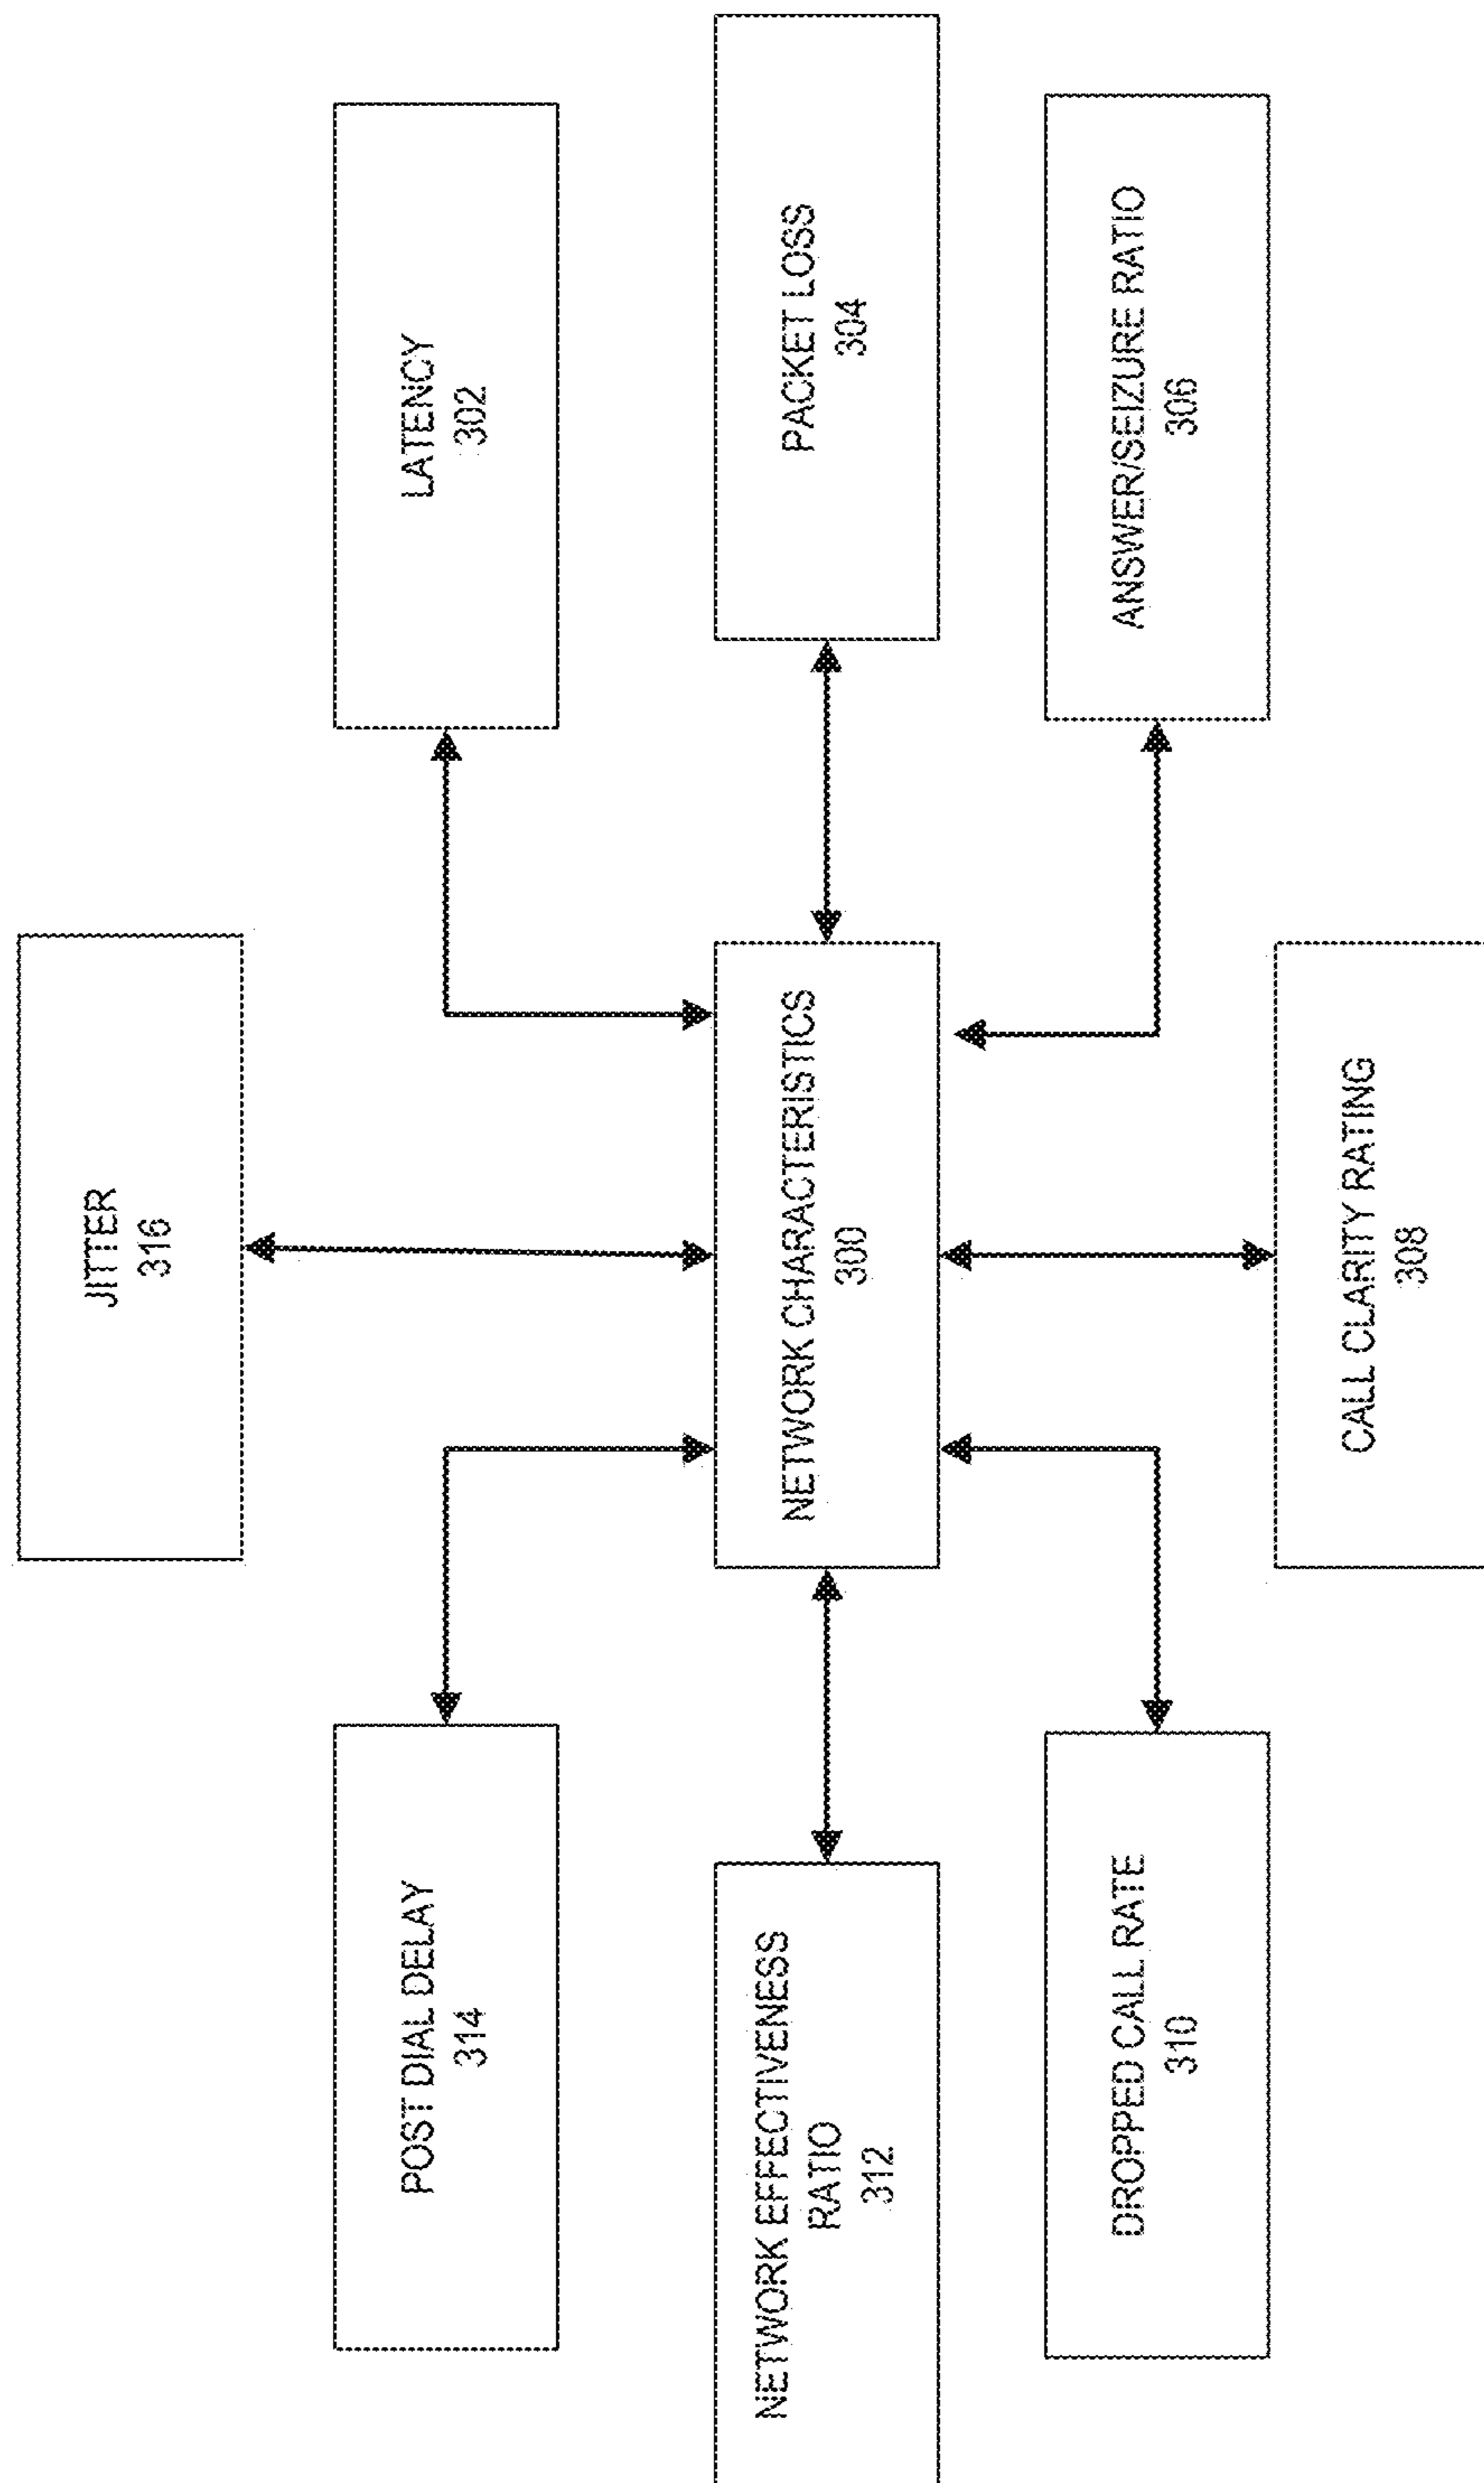 JITTER
316
POST DIAL DELAY
314
LATENCY
302
NETWORK EFFECTIVENESS
RATIO
312
NETWORK CHARACTERISTICS
300
PACKET LOSS
304
DROPPED CALL RATE
310
ANSWER/SEIZURE RATIO
306
CALL CLARITY RATING
308